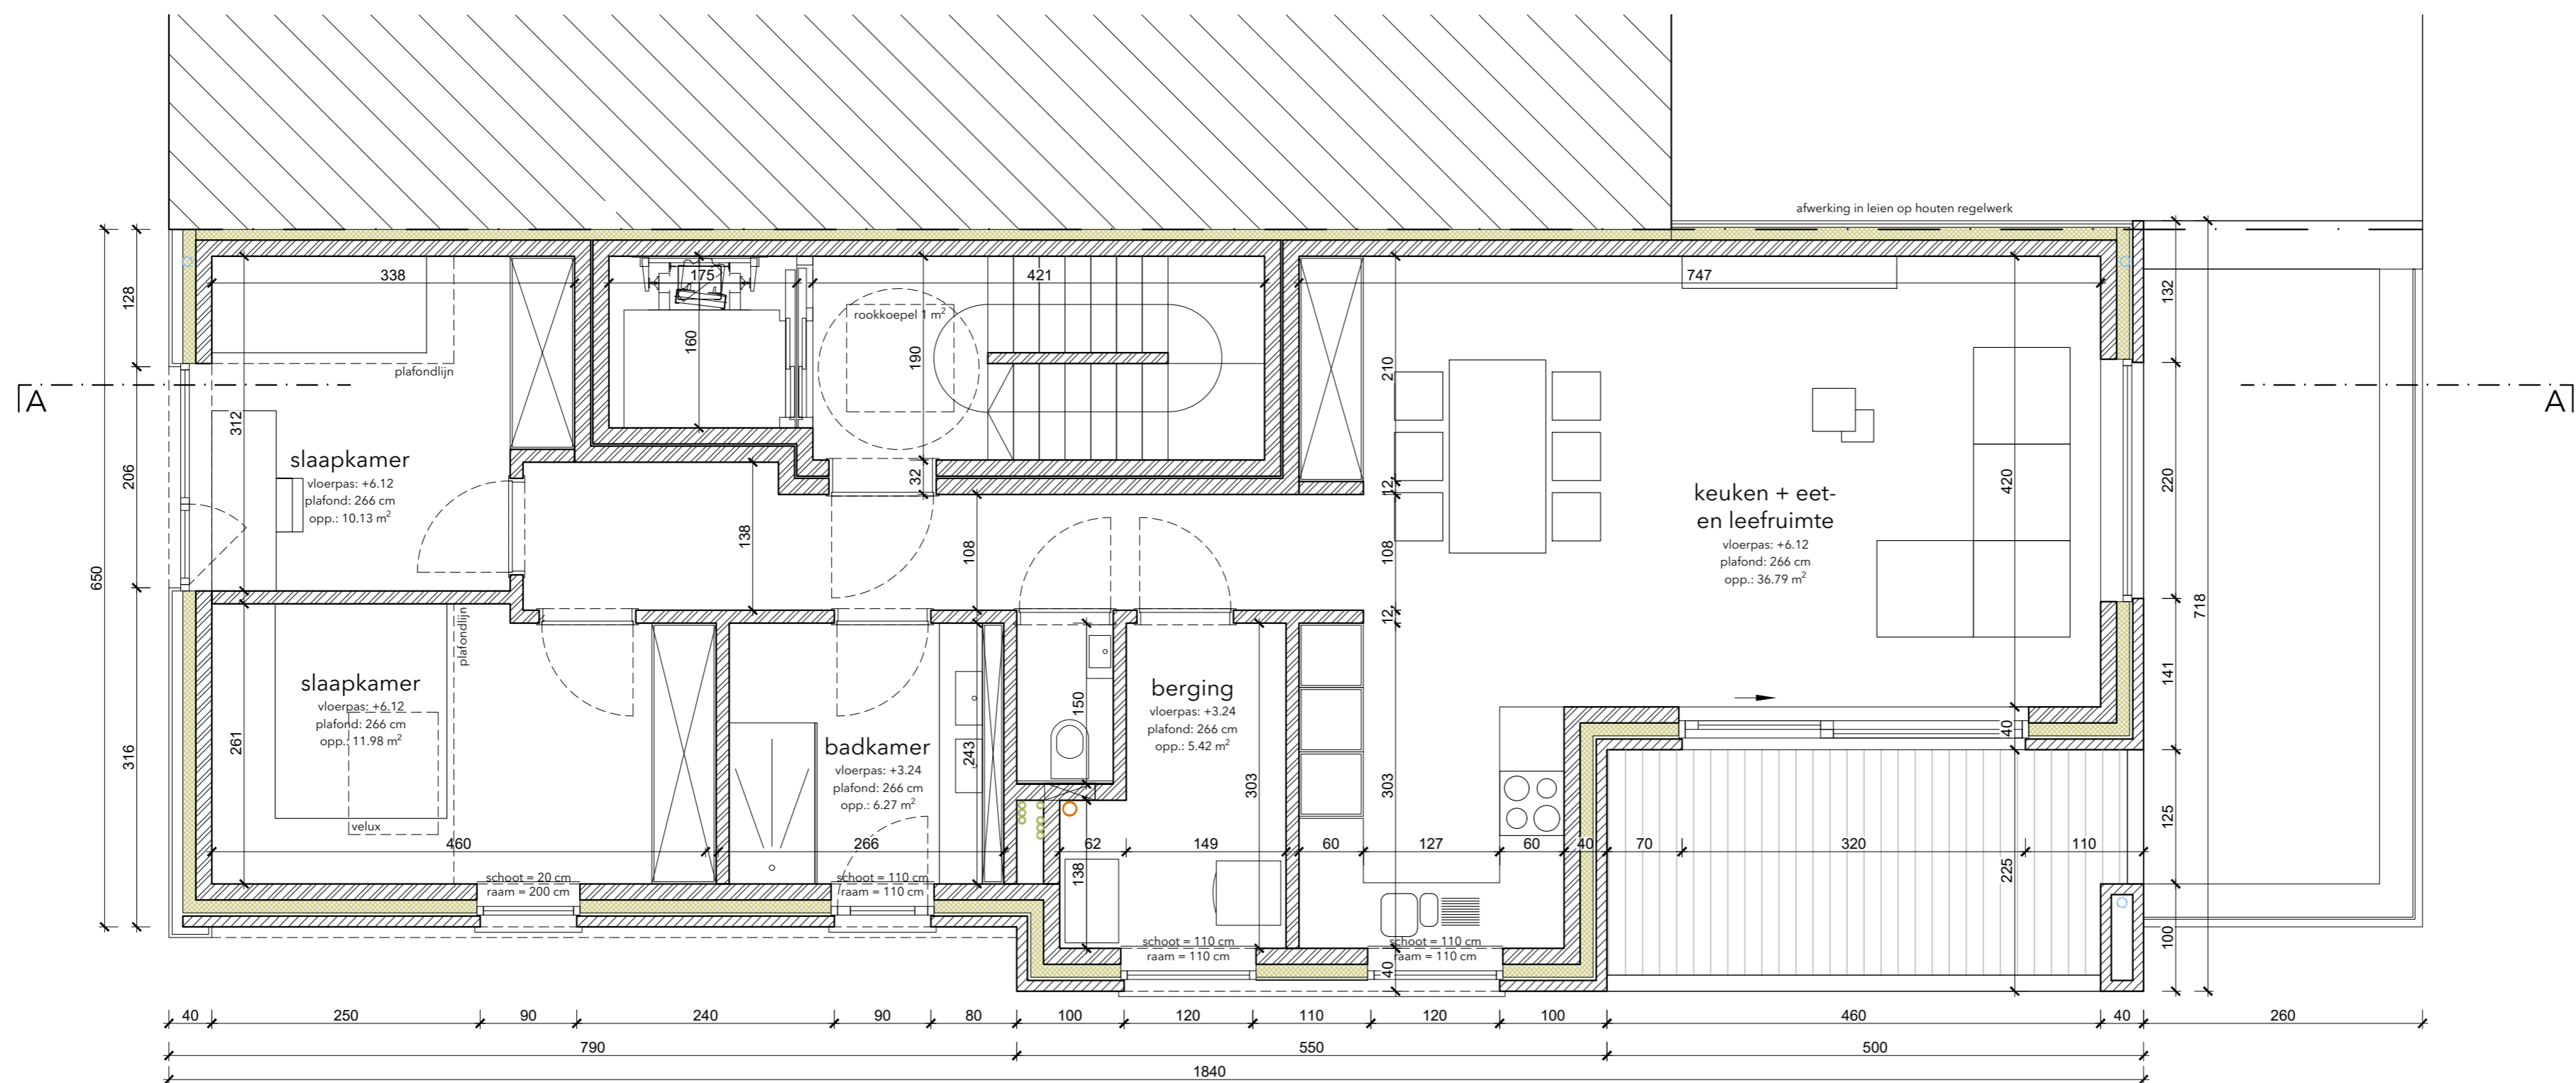 afwerking in leien op houten regelwerk
338
175
421
747
rookkoepel 1 m²
128
160
190
132
plafondlijn
A
A
312
210
206
slaapkamer
vloerpas: +6.12
plafond: 266 cm
opp.: 10.13 m²
32
12
420
220
keuken + eet-
en leefruimte
vloerpas: +6.12
plafond: 266 cm
opp.: 36.79 m²
138
108
108
650
718
12
plafondlijn
slaapkamer
vloerpas: +6.12
plafond: 266 cm
opp.: 11.98 m²
261
316
velux
badkamer
vloerpas: +3.24
plafond: 266 cm
opp.: 6.27 m²
243
150
berging
vloerpas: +3.24
plafond: 266 cm
opp.: 5.42 m²
303
303
141
40
125
460
266
62
149
60
127
60
40
70
320
110
138
225
schoot = 20 cm
raam = 200 cm
schoot = 110 cm
raam = 110 cm
schoot = 110 cm
raam = 110 cm
schoot = 110 cm
raam = 110 cm
40
100
40
250
90
240
90
80
100
120
110
120
100
460
40
260
790
550
500
1840